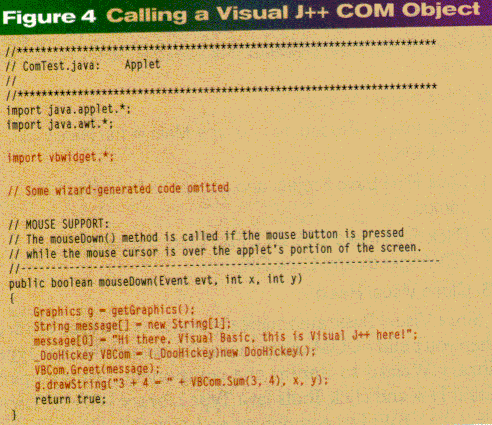 Figure 4 Calling a Visual J++ COM Object
//**********************************************************************
// ComTest.java:    Applet
//
//**********************************************************************
import java.applet.*;
import java.awt.*;
import vbwidget.*;
// Some wizard-generated code omitted
// MOUSE SUPPORT:
// The mouseDown() method is called if the mouse button is pressed
// while the mouse cursor is over the applet's portion of the screen.
//----------------------------------------------------------------------
public boolean mouseDown(Event evt, int x, int y)
{
    Graphics g = getGraphics();
    String message[] = new String[1];
    message[0] = "Hi there, Visual Basic, this is Visual J++ here!";
    _DooHickey VBCom = (_DooHickey)new DooHickey();
    VBCom.Greet(message);
    g.drawString("3 + 4 = " + VBCom.Sum(3, 4), x, y);
    return true;
}